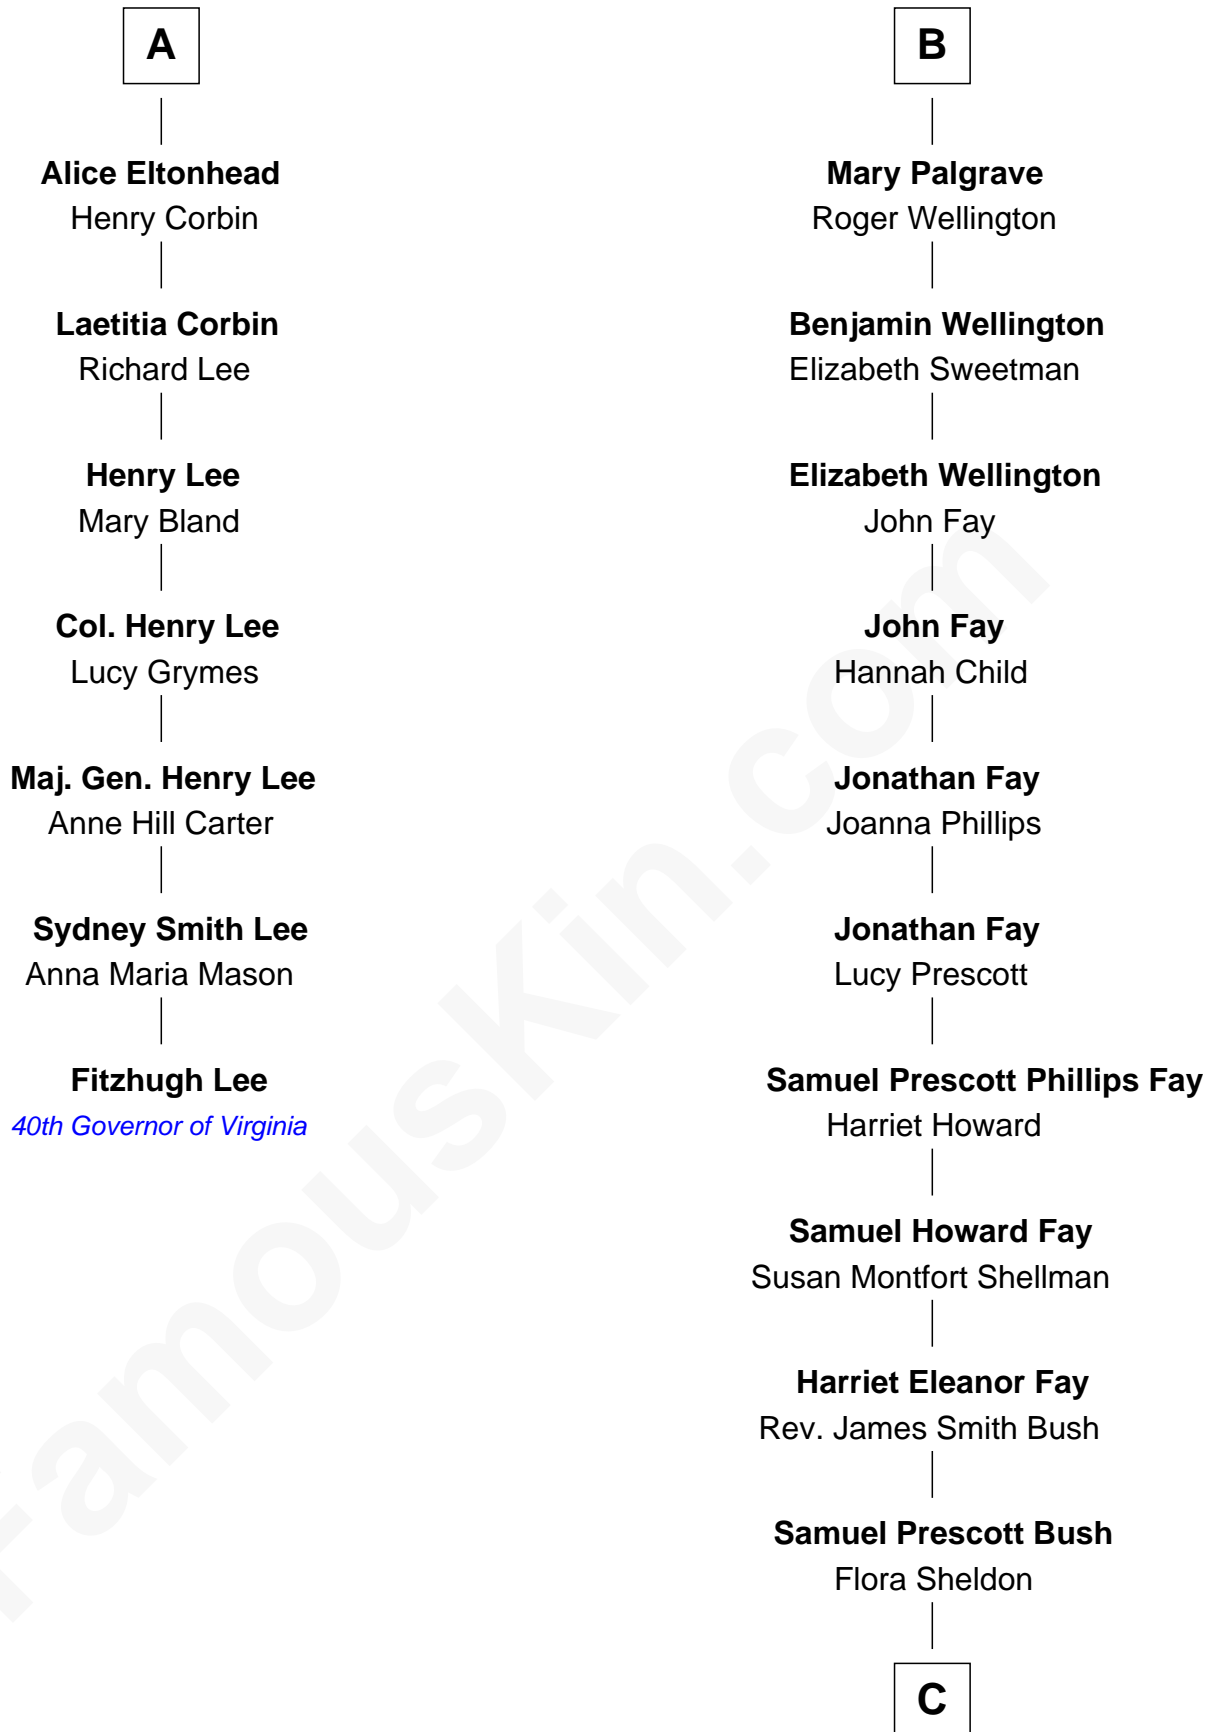 A
Alice Eltonhead
Henry Corbin
Laetitia Corbin
Richard Lee
Henry Lee
Mary Bland
Col. Henry Lee
Lucy Grymes
Maj. Gen. Henry Lee
Anne Hill Carter
Sydney Smith Lee
Anna Maria Mason
Fitzhugh Lee
40th Governor of Virginia
B
Mary Palgrave
Roger Wellington
Benjamin Wellington
Elizabeth Sweetman
Elizabeth Wellington
John Fay
John Fay
Hannah Child
Jonathan Fay
Joanna Phillips
Jonathan Fay
Lucy Prescott
Samuel Prescott Phillips Fay
Harriet Howard
Samuel Howard Fay
Susan Montfort Shellman
Harriet Eleanor Fay
Rev. James Smith Bush
Samuel Prescott Bush
Flora Sheldon
C
FamousKin.com